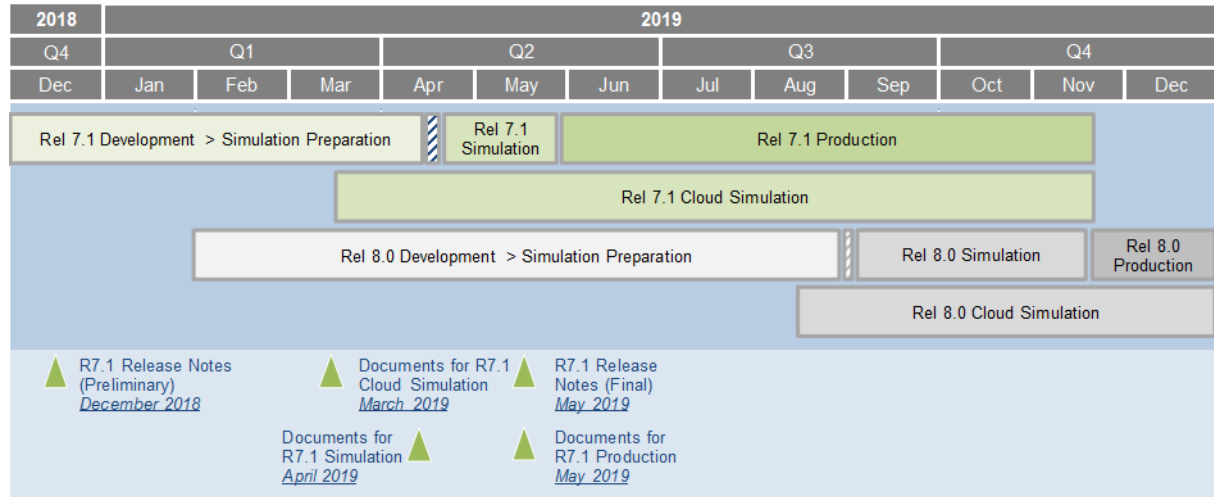 2018 2019
Q4 Q1 Q2 Q3 Q4
Dec Jan Feb Mar Apr May Jun Jul Aug Sep Oct Nov Dec
Rel 7.1 Development > Simulation Preparation
Rel 7.1
Simulation
Rel 7.1 Production
Rel 7.1 Cloud Simulation
Rel 8.0 Development > Simulation Preparation
Rel 8.0 Simulation
Rel 8.0
Production
Rel 8.0 Cloud Simulation
R7.1 Release Notes
(Preliminary)
December 2018
Documents for R7.1
Cloud Simulation
March 2019
R7.1 Release
Notes (Final)
May 2019
Documents for
R7.1 Simulation
April 2019
Documents for
R7.1 Production
May 2019